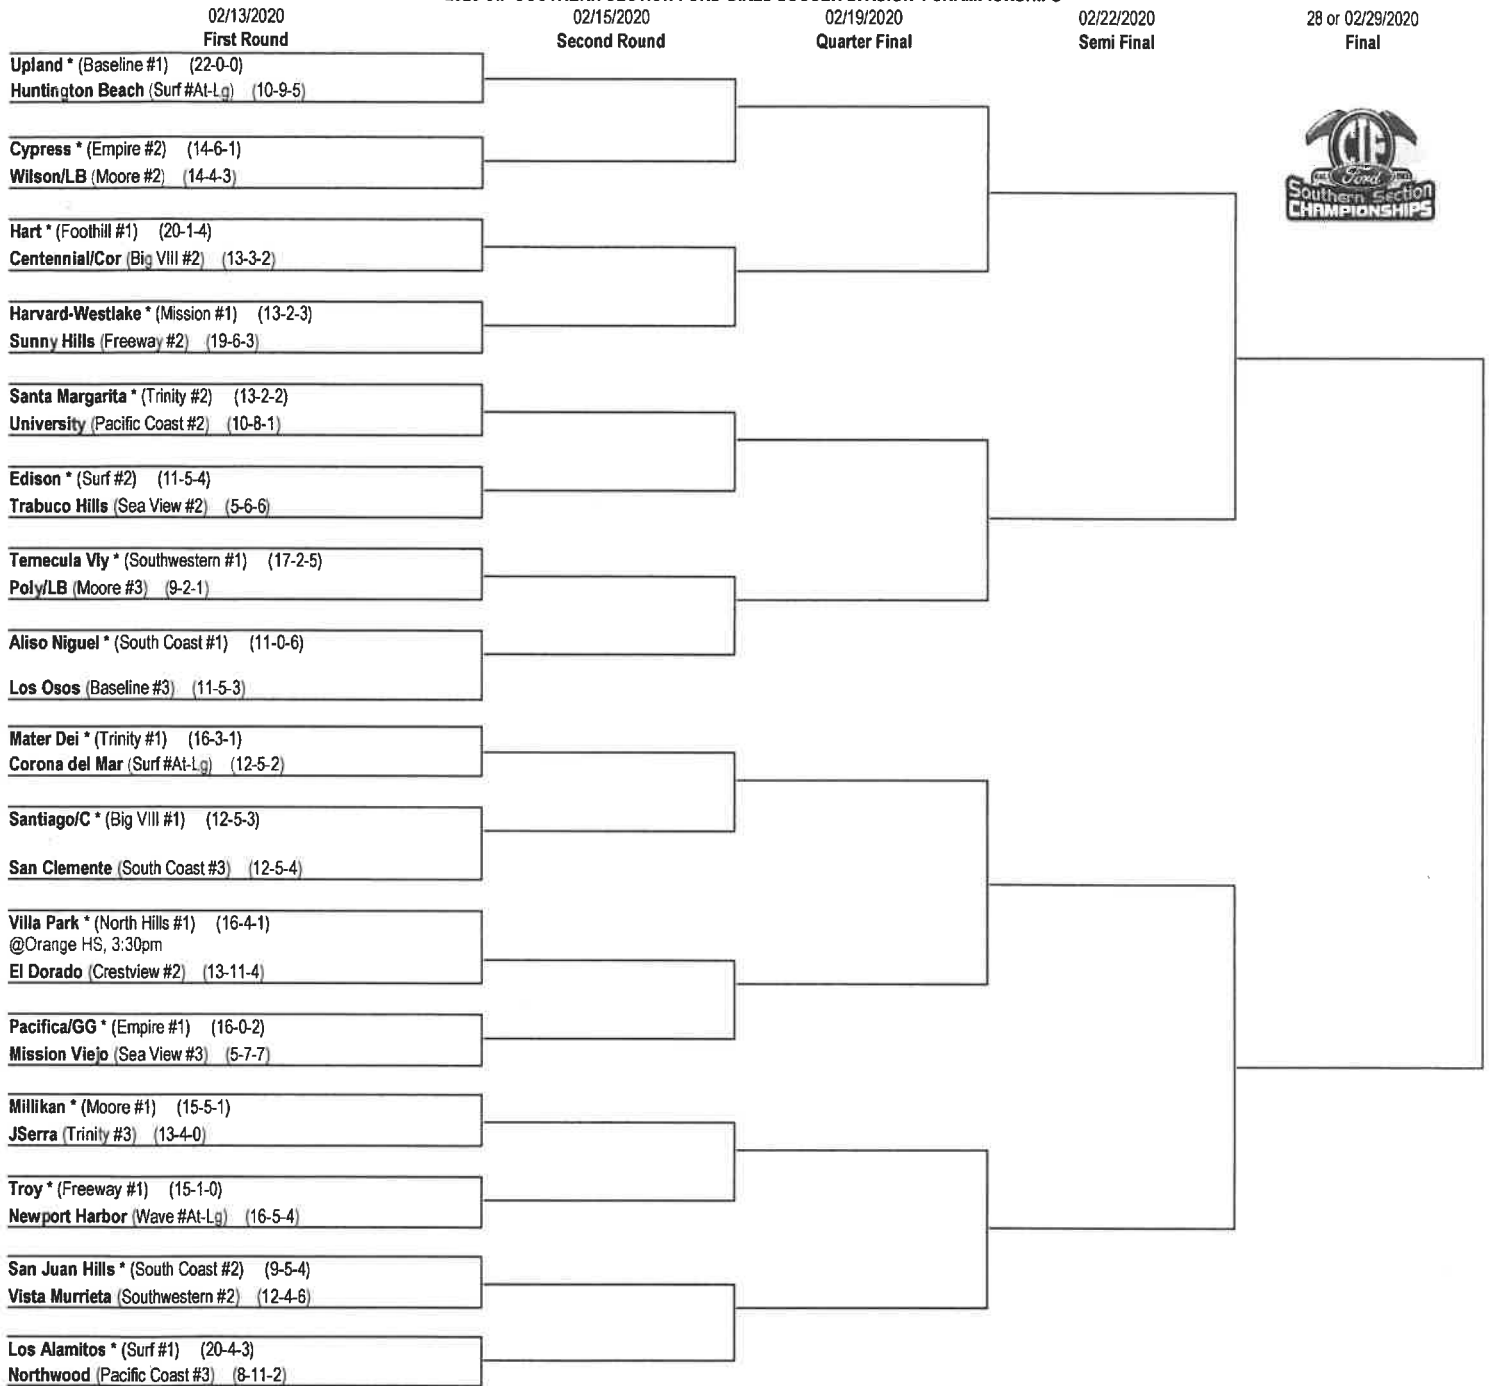 02/13/2020
First Round
02/15/2020
Second Round
02/19/2020
Quarter Final
02/22/2020
Semi Final
28 or 02/29/2020
Final
Upland * (Baseline #1) (22-0-0)
Huntington Beach (Surf #At-Lg) (10-9-5)
Cypress * (Empire #2) (14-6-1)
Wilson/LB (Moore #2) (14-4-3)
Hart * (Foothill #1) (20-1-4)
Centennial/Cor (Big VIII #2) (13-3-2)
Harvard-Westlake * (Mission #1) (13-2-3)
Sunny Hills (Freeway #2) (19-6-3)
Santa Margarita * (Trinity #2) (13-2-2)
University (Pacific Coast #2) (10-8-1)
Edison * (Surf #2) (11-5-4)
Trabuco Hills (Sea View #2) (5-6-6)
Temecula Vly * (Southwestern #1) (17-2-5)
Poly/LB (Moore #3) (9-2-1)
Aliso Niguel * (South Coast #1) (11-0-6)
Los Osos (Baseline #3) (11-5-3)
Mater Dei * (Trinity #1) (16-3-1)
Corona del Mar (Surf #At-Lg) (12-5-2)
Santiago/C * (Big VIII #1) (12-5-3)
San Clemente (South Coast #3) (12-5-4)
Villa Park * (North Hills #1) (16-4-1)
@Orange HS, 3:30pm
El Dorado (Crestview #2) (13-11-4)
Pacifica/GG * (Empire #1) (16-0-2)
Mission Viejo (Sea View #3) (5-7-7)
Millikan * (Moore #1) (15-5-1)
JSerra (Trinity #3) (13-4-0)
Troy * (Freeway #1) (15-1-0)
Newport Harbor (Wave #At-Lg) (16-5-4)
San Juan Hills * (South Coast #2) (9-5-4)
Vista Murrieta (Southwestern #2) (12-4-6)
Los Alamitos * (Surf #1) (20-4-3)
Northwood (Pacific Coast #3) (8-11-2)
CIF
Ford
Southern Section
CHAMPIONSHIPS